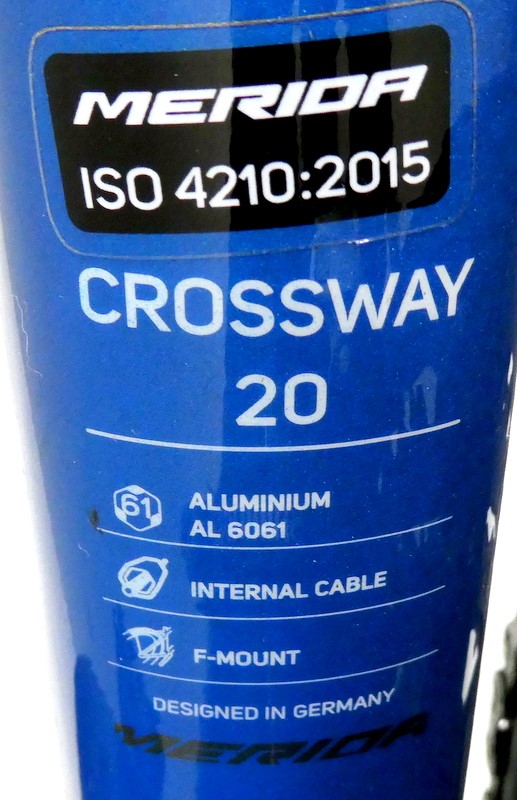 MERIDA
ISO 4210:2015
CROSSWAY
20
61
ALUMINIUM
AL 6061
INTERNAL CABLE
F-MOUNT
DESIGNED IN GERMANY
MERIDA